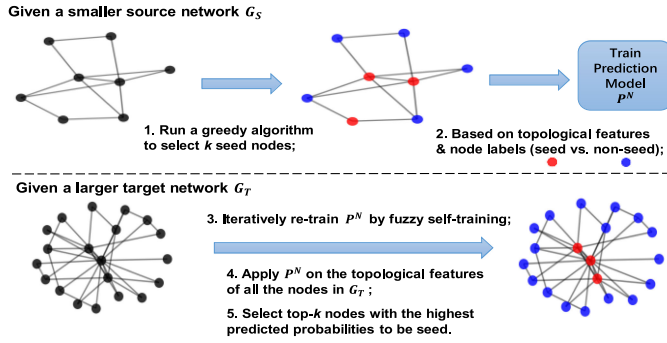 Given a smaller source network G_S
Train
Prediction
Model
P^N
1. Run a greedy algorithm
to select k seed nodes;
2. Based on topological features
& node labels (seed vs. non-seed);
Given a larger target network G_T
3. Iteratively re-train P^N by fuzzy self-training;
4. Apply P^N on the topological features
of all the nodes in G_T ;
5. Select top-k nodes with the highest
predicted probabilities to be seed.